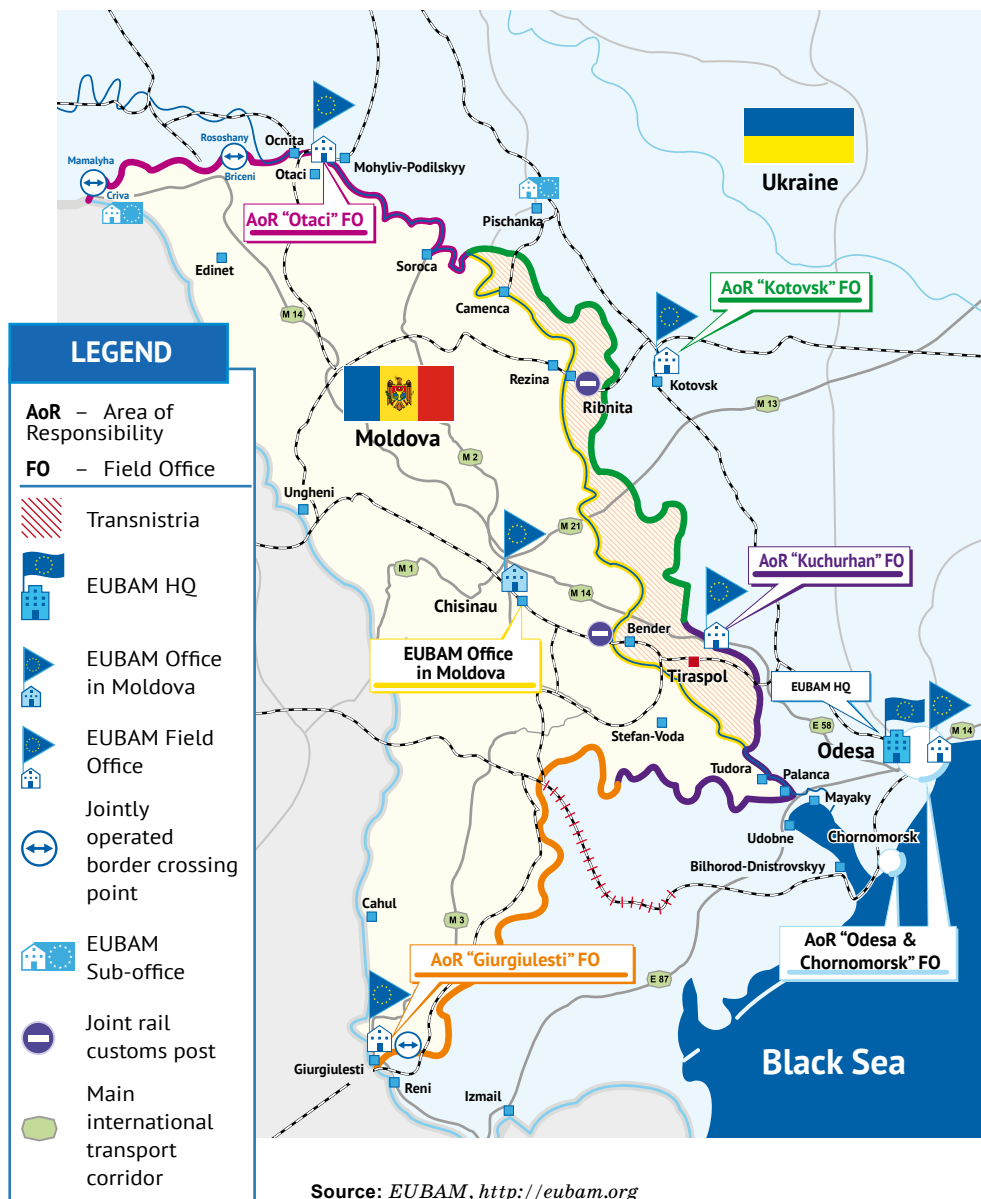 Ukraine
Rososhany
Ocnita
Mohyliv-Podilskyy
Mamalyha
Briceni
Otaci
Criva
AoR "Otaci" FO
Pischanka
Edinet
Soroca
AoR "Kotovsk" FO
Camenca
M 14
LEGEND
AoR – Area of
Responsibility
FO – Field Office
Transnistria
EUBAM HQ
EUBAM Office
in Moldova
EUBAM Field
Office
Jointly
operated
border crossing
point
EUBAM
Sub-office
Joint rail
customs post
Main
international
transport
corridor
Rezina
Kotovsk
Ribnita
M 13
Moldova
M 2
Ungheni
M 21
AoR "Kuchurhan" FO
M 1
M 14
Chisinau
Bender
EUBAM Office
in Moldova
Tiraspol
EUBAM HQ
Stefan-Voda
E 58
M 14
Odesa
Tudora
Palanca
Mayaky
Udobne
Chornomorsk
Bilhorod-Dnistrovskyy
Cahul
M 3
AoR "Odesa &
Chornomorsk" FO
AoR "Giurgiulesti" FO
E 87
Giurgiulesti
Reni
Izmail
Black Sea
Source: EUBAM, http://eubam.org